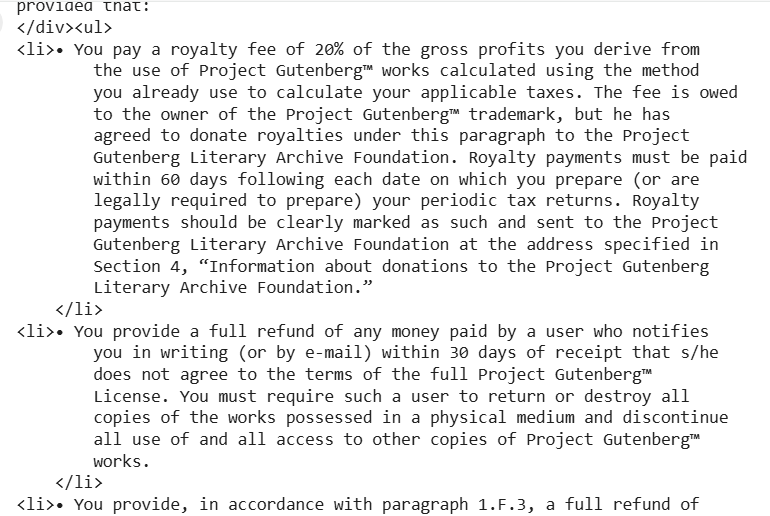 provided that:
</div><ul>
<li>• You pay a royalty fee of 20% of the gross profits you derive from
the use of Project Gutenberg™ works calculated using the method
you already use to calculate your applicable taxes. The fee is owed
to the owner of the Project Gutenberg™ trademark, but he has
agreed to donate royalties under this paragraph to the Project
Gutenberg Literary Archive Foundation. Royalty payments must be paid
within 60 days following each date on which you prepare (or are
legally required to prepare) your periodic tax returns. Royalty
payments should be clearly marked as such and sent to the Project
Gutenberg Literary Archive Foundation at the address specified in
Section 4, “Information about donations to the Project Gutenberg
Literary Archive Foundation.”
</li>
<li>• You provide a full refund of any money paid by a user who notifies
you in writing (or by e-mail) within 30 days of receipt that s/he
does not agree to the terms of the full Project Gutenberg™
License. You must require such a user to return or destroy all
copies of the works possessed in a physical medium and discontinue
all use of and all access to other copies of Project Gutenberg™
works.
</li>
<li>• You provide, in accordance with paragraph 1.F.3, a full refund of